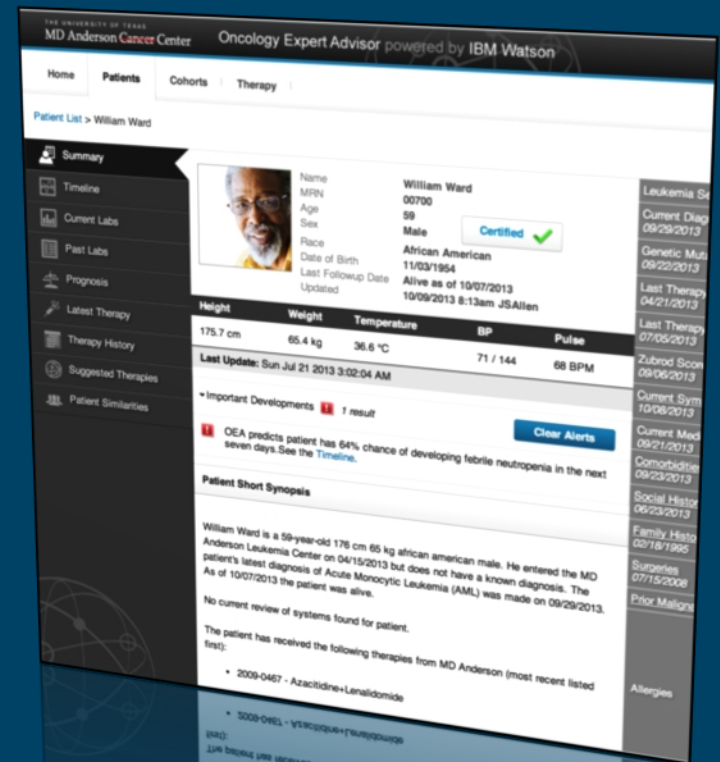 THE UNIVERSITY OF TEXAS
MD Anderson Cancer Center
Oncology Expert Advisor powered by IBM Watson
Home
Patients
Cohorts
Therapy
Patient List > William Ward
Summary
Timeline
Current Labs
Past Labs
Prognosis
Latest Therapy
Therapy History
Suggested Therapies
Patient Similarities
Name William Ward
MRN 00700
Age 59
Sex Male
Race African American
Date of Birth 11/03/1954
Last Followup Date Alive as of 10/07/2013
Updated 10/09/2013 8:13am JSAllen
Certified
Height Weight Temperature BP Pulse
175.7 cm 65.4 kg 36.6 °C 71 / 144 68 BPM
Last Update: Sun Jul 21 2013 3:02:04 AM
Important Developments 1 result
Clear Alerts
OEA predicts patient has 64% chance of developing febrile neutropenia in the next
seven days.See the Timeline.
Patient Short Synopsis
William Ward is a 59-year-old 176 cm 65 kg african american male. He entered the MD
Anderson Leukemia Center on 04/15/2013 but does not have a known diagnosis. The
patient's latest diagnosis of Acute Monocytic Leukemia (AML) was made on 09/29/2013.
As of 10/07/2013 the patient was alive.
No current review of systems found for patient.
The patient has received the following therapies from MD Anderson (most recent listed
first):
• 2009-0467 - Azacitidine+Lenalidomide
Leukemia Se
Current Diag
09/29/2013
Genetic Muta
09/22/2013
Last Therapy
04/21/2013
Last Therapy
07/05/2013
Zubrod Score
09/06/2013
Current Sym
10/08/2013
Current Medi
09/21/2013
Comorbiditie
09/23/2013
Social Histor
06/23/2013
Family Histo
02/18/1995
Surgeries
07/15/2008
Prior Maligna
Allergies